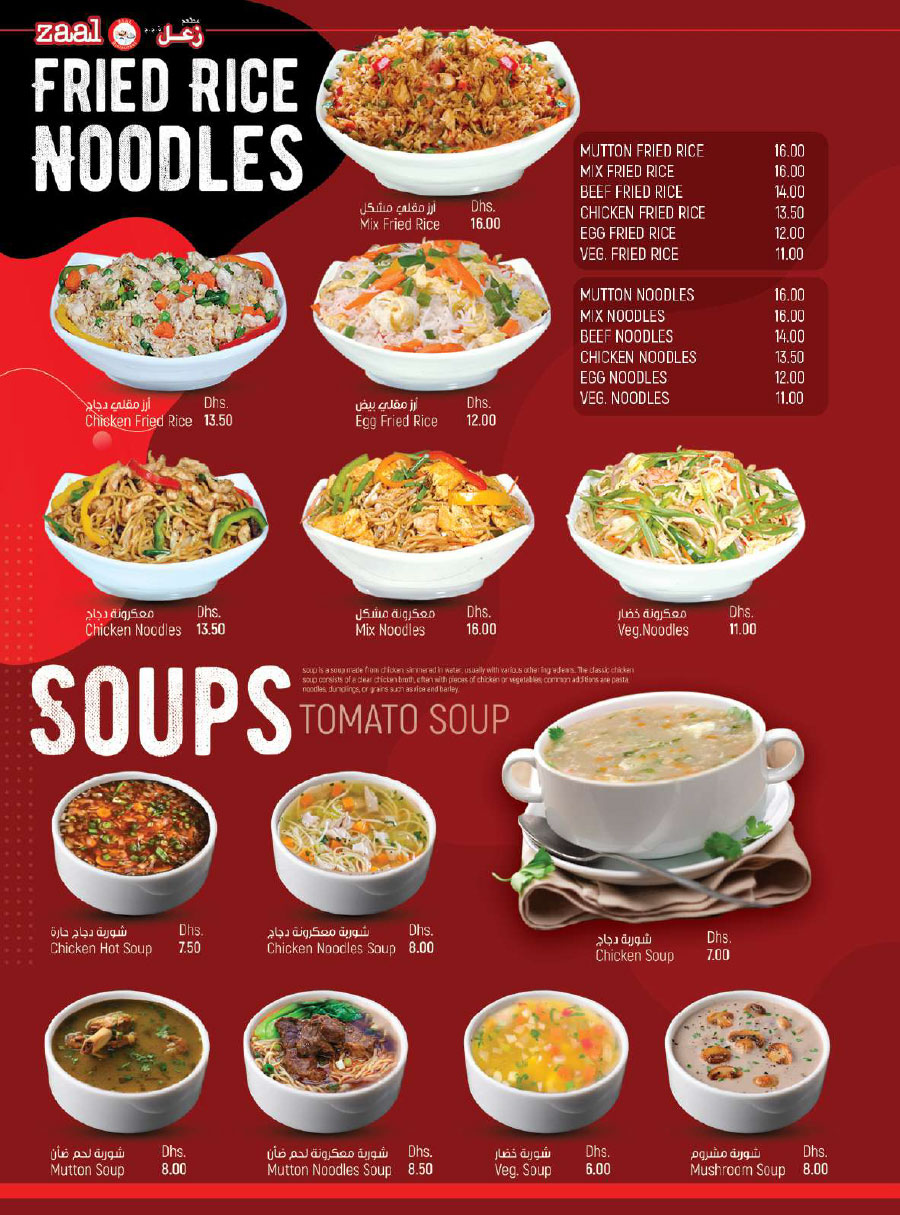 zaal زعل مطعم
FRIED RICE
NOODLES
أرز مقلي مشكل Dhs.
Mix Fried Rice 16.00
MUTTON FRIED RICE 16.00
MIX FRIED RICE 16.00
BEEF FRIED RICE 14.00
CHICKEN FRIED RICE 13.50
EGG FRIED RICE 12.00
VEG. FRIED RICE 11.00
MUTTON NOODLES 16.00
MIX NOODLES 16.00
BEEF NOODLES 14.00
CHICKEN NOODLES 13.50
EGG NOODLES 12.00
VEG. NOODLES 11.00
أرز مقلي دجاج Dhs.
Chicken Fried Rice 13.50
أرز مقلي بيض Dhs.
Egg Fried Rice 12.00
معكرونة دجاج Dhs.
Chicken Noodles 13.50
معكرونة مشكل Dhs.
Mix Noodles 16.00
معكرونة خضار Dhs.
Veg.Noodles 11.00
SOUPS
soup is a soup made from chicken, simmered in water, usually with various other ingredients. The classic chicken
soup consists of a clear chicken broth, often with pieces of chicken or vegetables; common additions are pasta
noodles, dumplings, or grains such as rice and barley.
TOMATO SOUP
شوربة دجاج حارة Dhs.
Chicken Hot Soup 7.50
شوربة معكرونة دجاج Dhs.
Chicken Noodles Soup 8.00
شوربة دجاج Dhs.
Chicken Soup 7.00
شوربة لحم ضأن Dhs.
Mutton Soup 8.00
شوربة معكرونة لحم ضأن Dhs.
Mutton Noodles Soup 8.50
شوربة خضار Dhs.
Veg. Soup 6.00
شوربة مشروم Dhs.
Mushroom Soup 8.00